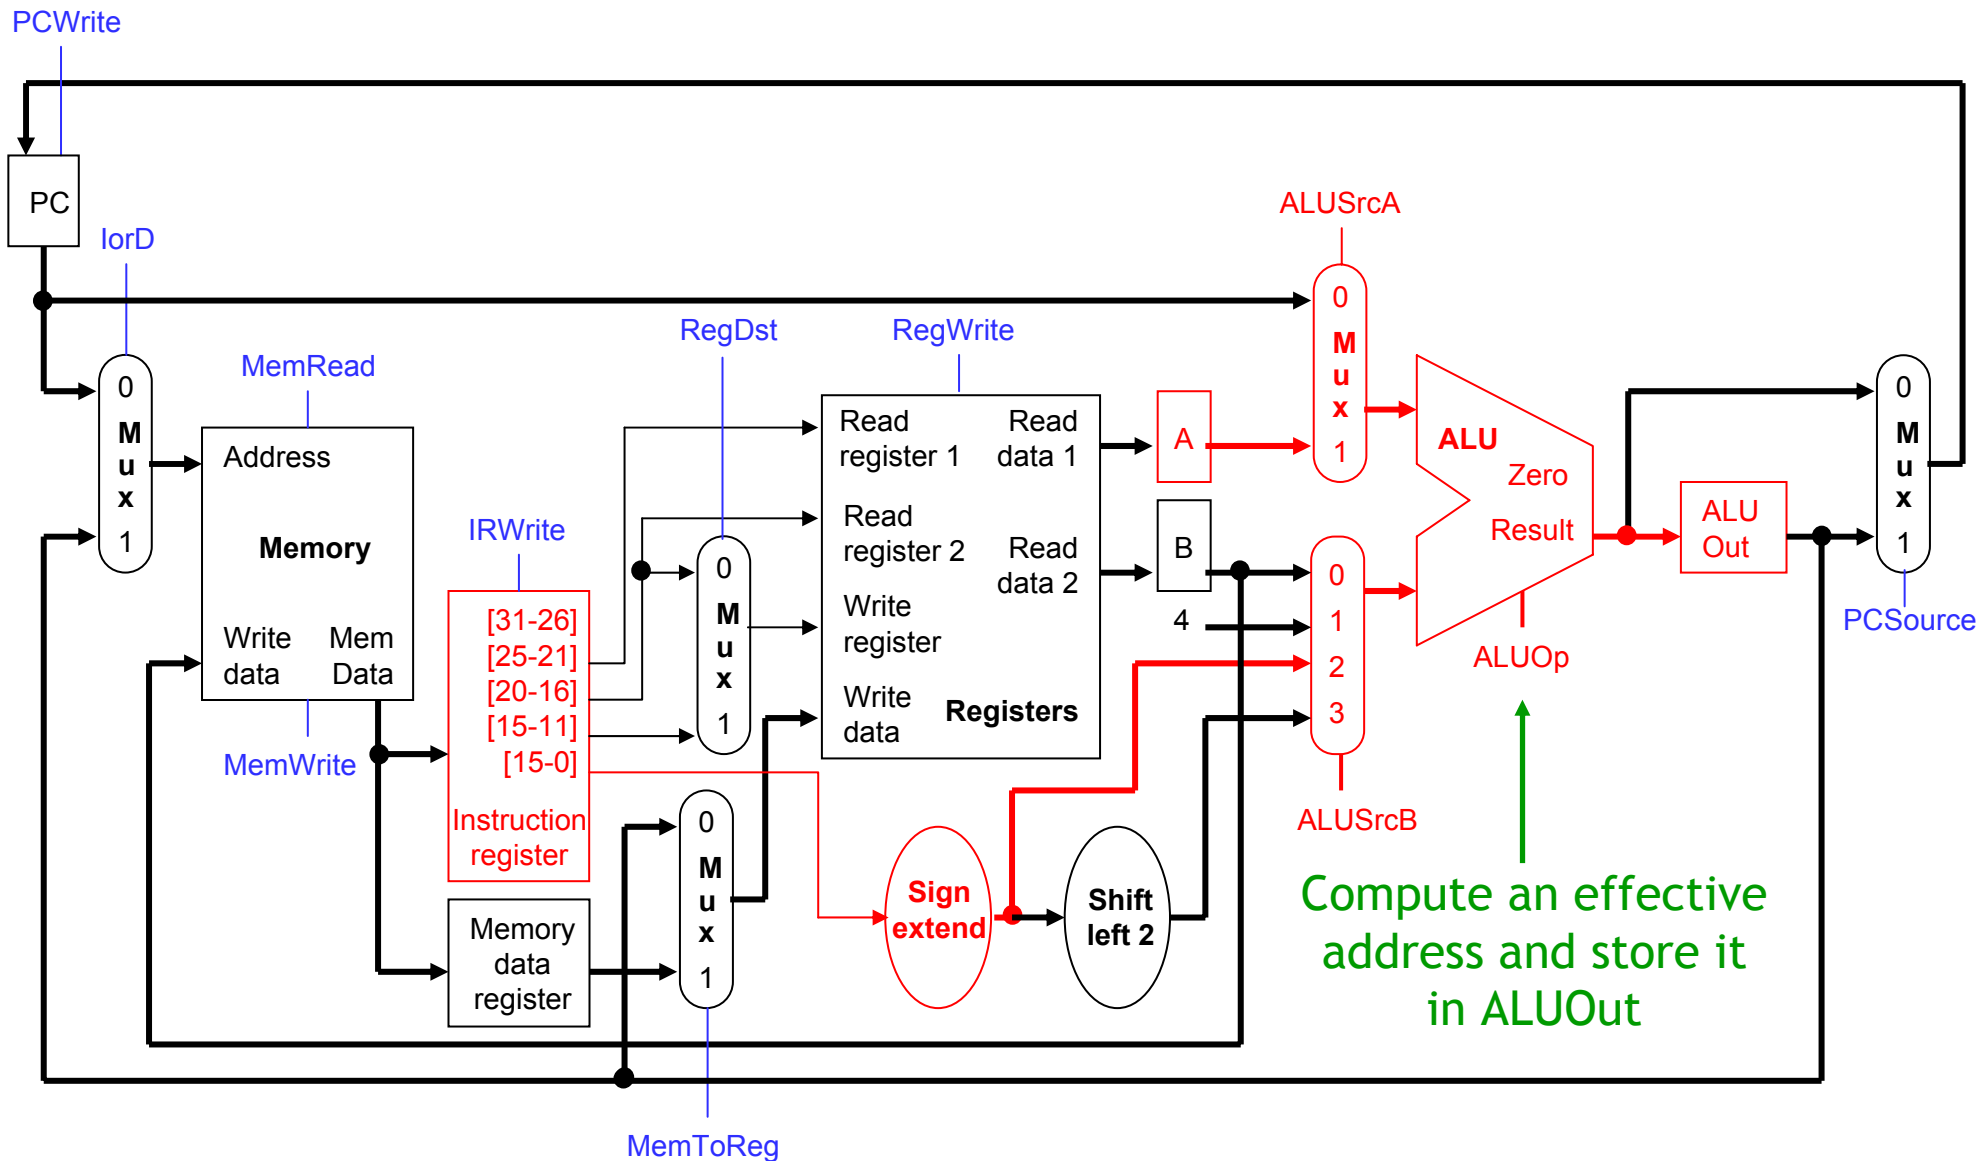 PCWrite
PC
IorD
0
M
u
x
1
MemRead
Address
Memory
Write
data
Mem
Data
MemWrite
IRWrite
[31-26]
[25-21]
[20-16]
[15-11]
[15-0]
Instruction
register
Memory
data
register
RegDst
0
M
u
x
1
0
M
u
x
1
MemToReg
RegWrite
Read
register 1
Read
data 1
Read
register 2
Read
data 2
Write
register
Write
data
Registers
Sign
extend
Shift
left 2
A
B
4
ALUSrcA
0
M
u
x
1
0
1
2
3
ALUSrcB
ALU
Zero
Result
ALUOp
ALU
Out
0
M
u
x
1
PCSource
Compute an effective
address and store it
in ALUOut